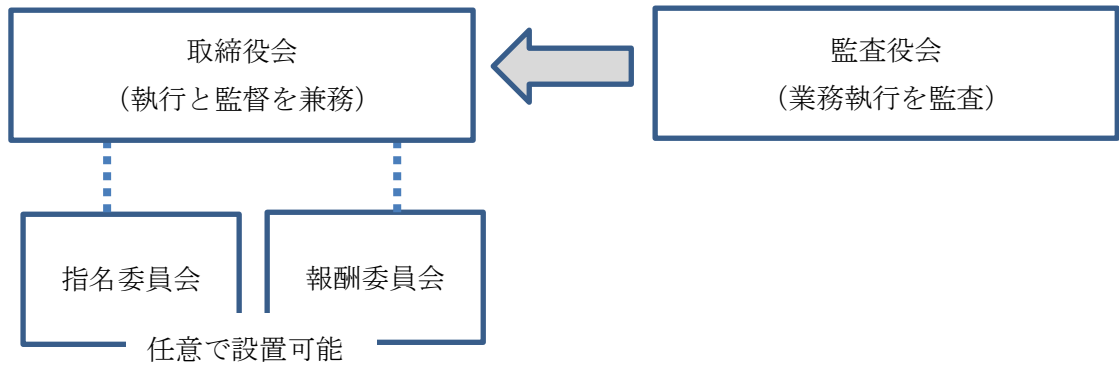 取締役会
（執行と監督を兼務）
監査役会
（業務執行を監査）
指名委員会
報酬委員会
任意で設置可能